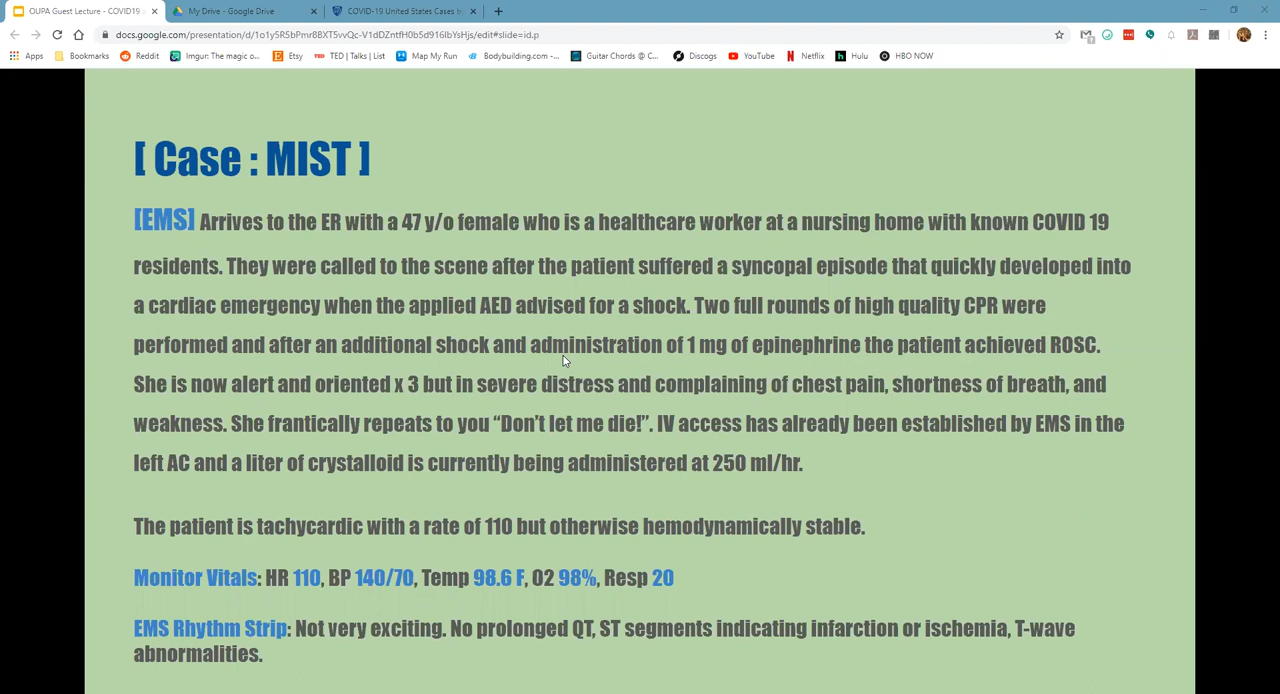 OUPA Guest Lecture - COVID19
My Drive - Google Drive
COVID-19 United States Cases by
docs.google.com/presentation/d/1o1y5R5bPmr8BXT5vvQc-V1dDZntfH0b5d916IbYsHjs/edit#slide=id.p
Apps Bookmarks Reddit Imgur: The magic o... Etsy TED | Talks | List Map My Run Bodybuilding.com -... Guitar Chords @ C... Discogs YouTube Netflix Hulu HBO NOW
[ Case : MIST ]
[EMS] Arrives to the ER with a 47 y/o female who is a healthcare worker at a nursing home with known COVID 19
residents. They were called to the scene after the patient suffered a syncopal episode that quickly developed into
a cardiac emergency when the applied AED advised for a shock. Two full rounds of high quality CPR were
performed and after an additional shock and administration of 1 mg of epinephrine the patient achieved ROSC.
She is now alert and oriented x 3 but in severe distress and complaining of chest pain, shortness of breath, and
weakness. She frantically repeats to you “Don’t let me die!”. IV access has already been established by EMS in the
left AC and a liter of crystalloid is currently being administered at 250 ml/hr.
The patient is tachycardic with a rate of 110 but otherwise hemodynamically stable.
Monitor Vitals: HR 110, BP 140/70, Temp 98.6 F, O2 98%, Resp 20
EMS Rhythm Strip: Not very exciting. No prolonged QT, ST segments indicating infarction or ischemia, T-wave
abnormalities.